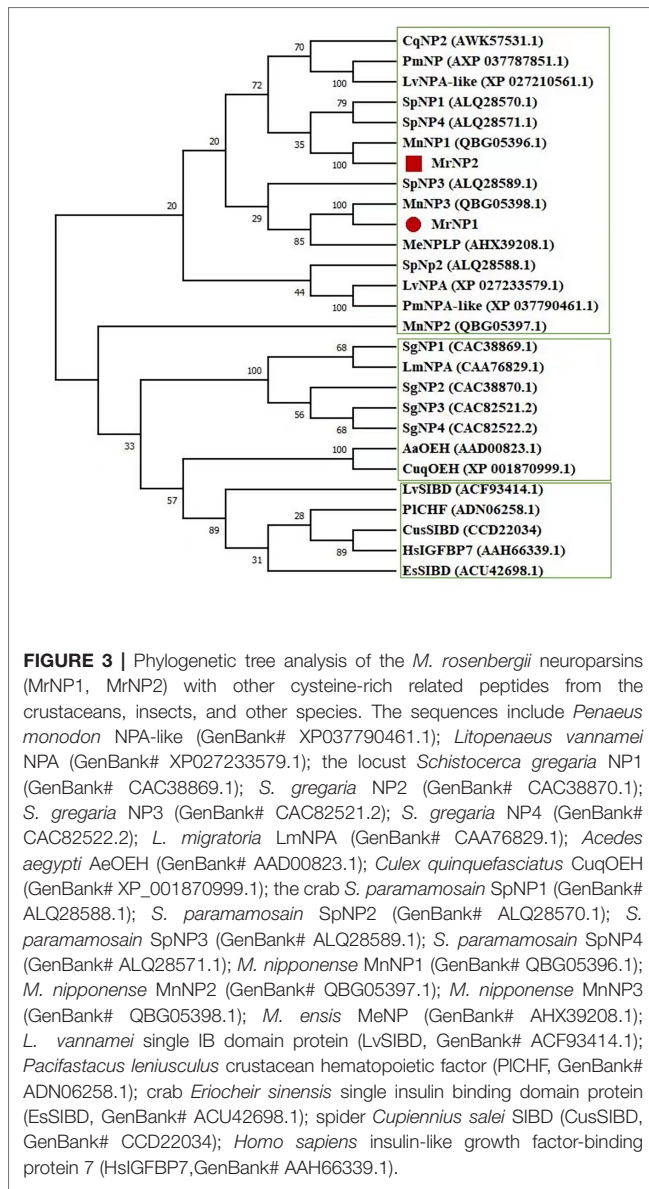 CqNP2 (AWK57531.1)
70
PmNP (AXP 037787851.1)
100
LvNPA-like (XP 027210561.1)
72
79
SpNP1 (ALQ28570.1)
SpNP4 (ALQ28571.1)
35
MnNP1 (QBG05396.1)
20
100
MrNP2
SpNP3 (ALQ28589.1)
20
100
MnNP3 (QBG05398.1)
29
MrNP1
85
MeNPLP (AHX39208.1)
SpNp2 (ALQ28588.1)
44
LvNPA (XP 027233579.1)
100
PmNPA-like (XP 037790461.1)
MnNP2 (QBG05397.1)
68
SgNP1 (CAC38869.1)
100
LmNPA (CAA76829.1)
SgNP2 (CAC38870.1)
56
SgNP3 (CAC82521.2)
68
SgNP4 (CAC82522.2)
33
100
AaOEH (AAD00823.1)
CuqOEH (XP 001870999.1)
57
LvSIBD (ACF93414.1)
28
PlCHF (ADN06258.1)
89
CusSIBD (CCD22034)
89
HsIGFBP7 (AAH66339.1)
31
EsSIBD (ACU42698.1)
FIGURE 3 | Phylogenetic tree analysis of the M. rosenbergii neuroparsins
(MrNP1, MrNP2) with other cysteine-rich related peptides from the
crustaceans, insects, and other species. The sequences include Penaeus
monodon NPA-like (GenBank# XP037790461.1); Litopenaeus vannamei
NPA (GenBank# XP027233579.1); the locust Schistocerca gregaria NP1
(GenBank# CAC38869.1); S. gregaria NP2 (GenBank# CAC38870.1);
S. gregaria NP3 (GenBank# CAC82521.2); S. gregaria NP4 (GenBank#
CAC82522.2); L. migratoria LmNPA (GenBank# CAA76829.1); Acedes
aegypti AeOEH (GenBank# AAD00823.1); Culex quinquefasciatus CuqOEH
(GenBank# XP_001870999.1); the crab S. paramamosain SpNP1 (GenBank#
ALQ28588.1); S. paramamosain SpNP2 (GenBank# ALQ28570.1); S.
paramamosain SpNP3 (GenBank# ALQ28589.1); S. paramamosain SpNP4
(GenBank# ALQ28571.1); M. nipponense MnNP1 (GenBank# QBG05396.1);
M. nipponense MnNP2 (GenBank# QBG05397.1); M. nipponense MnNP3
(GenBank# QBG05398.1); M. ensis MeNP (GenBank# AHX39208.1);
L. vannamei single IB domain protein (LvSIBD, GenBank# ACF93414.1);
Pacifastacus leniusculus crustacean hematopoietic factor (PlCHF, GenBank#
ADN06258.1); crab Eriocheir sinensis single insulin binding domain protein
(EsSIBD, GenBank# ACU42698.1); spider Cupiennius salei SIBD (CusSIBD,
GenBank# CCD22034); Homo sapiens insulin-like growth factor-binding
protein 7 (HsIGFBP7,GenBank# AAH66339.1).